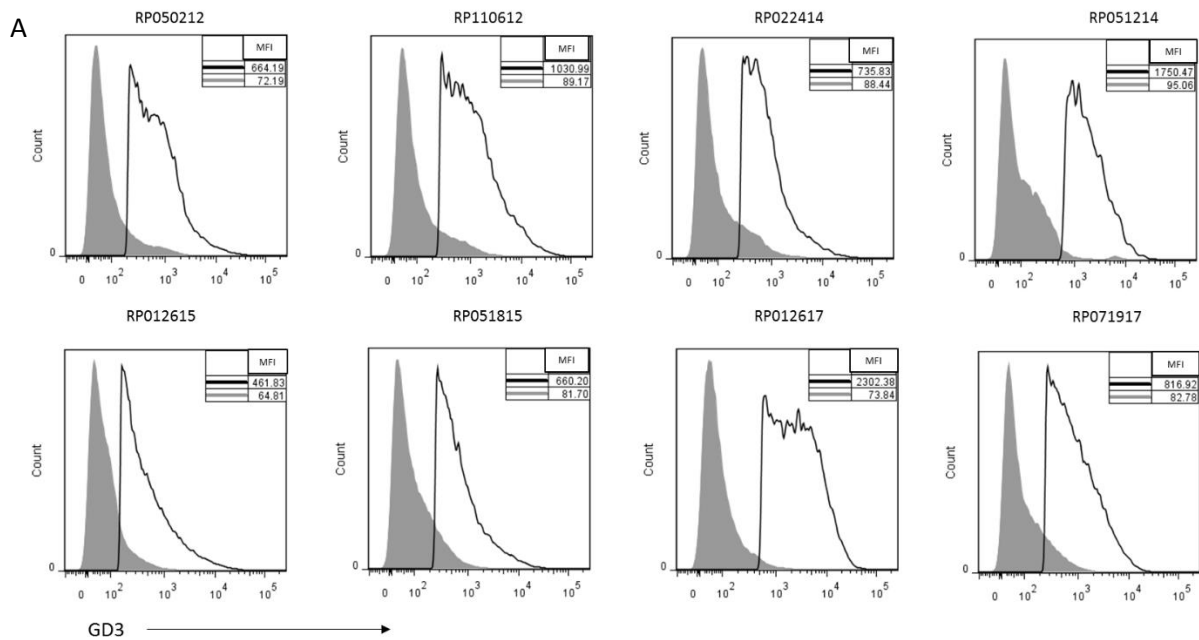 A
RP050212
MFI
664.19
72.19
Count
0
0 10² 10³ 10⁴ 10⁵
RP110612
MFI
1030.99
89.17
Count
0
0 10² 10³ 10⁴ 10⁵
RP022414
MFI
735.83
88.44
Count
0
0 10² 10³ 10⁴ 10⁵
RP051214
MFI
1750.47
95.06
Count
0
0 10² 10³ 10⁴ 10⁵
RP012615
MFI
461.83
64.81
Count
0
0 10² 10³ 10⁴ 10⁵
RP051815
MFI
660.20
81.70
Count
0
0 10² 10³ 10⁴ 10⁵
RP012617
MFI
2302.38
73.84
Count
0
0 10² 10³ 10⁴ 10⁵
RP071917
MFI
816.92
82.78
Count
0
0 10² 10³ 10⁴ 10⁵
GD3